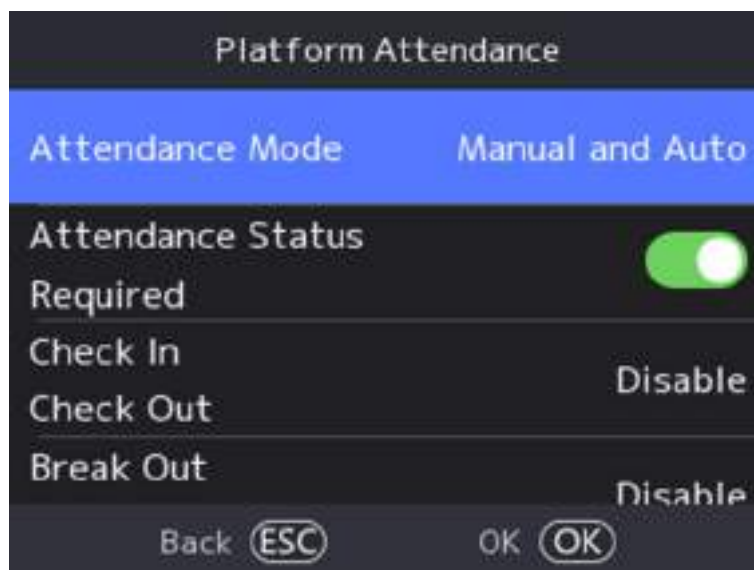 Platform Attendance
Attendance Mode Manual and Auto
Attendance Status
Required
Check In
Check Out
Disable
Break Out
Disable
Back ESC OK OK